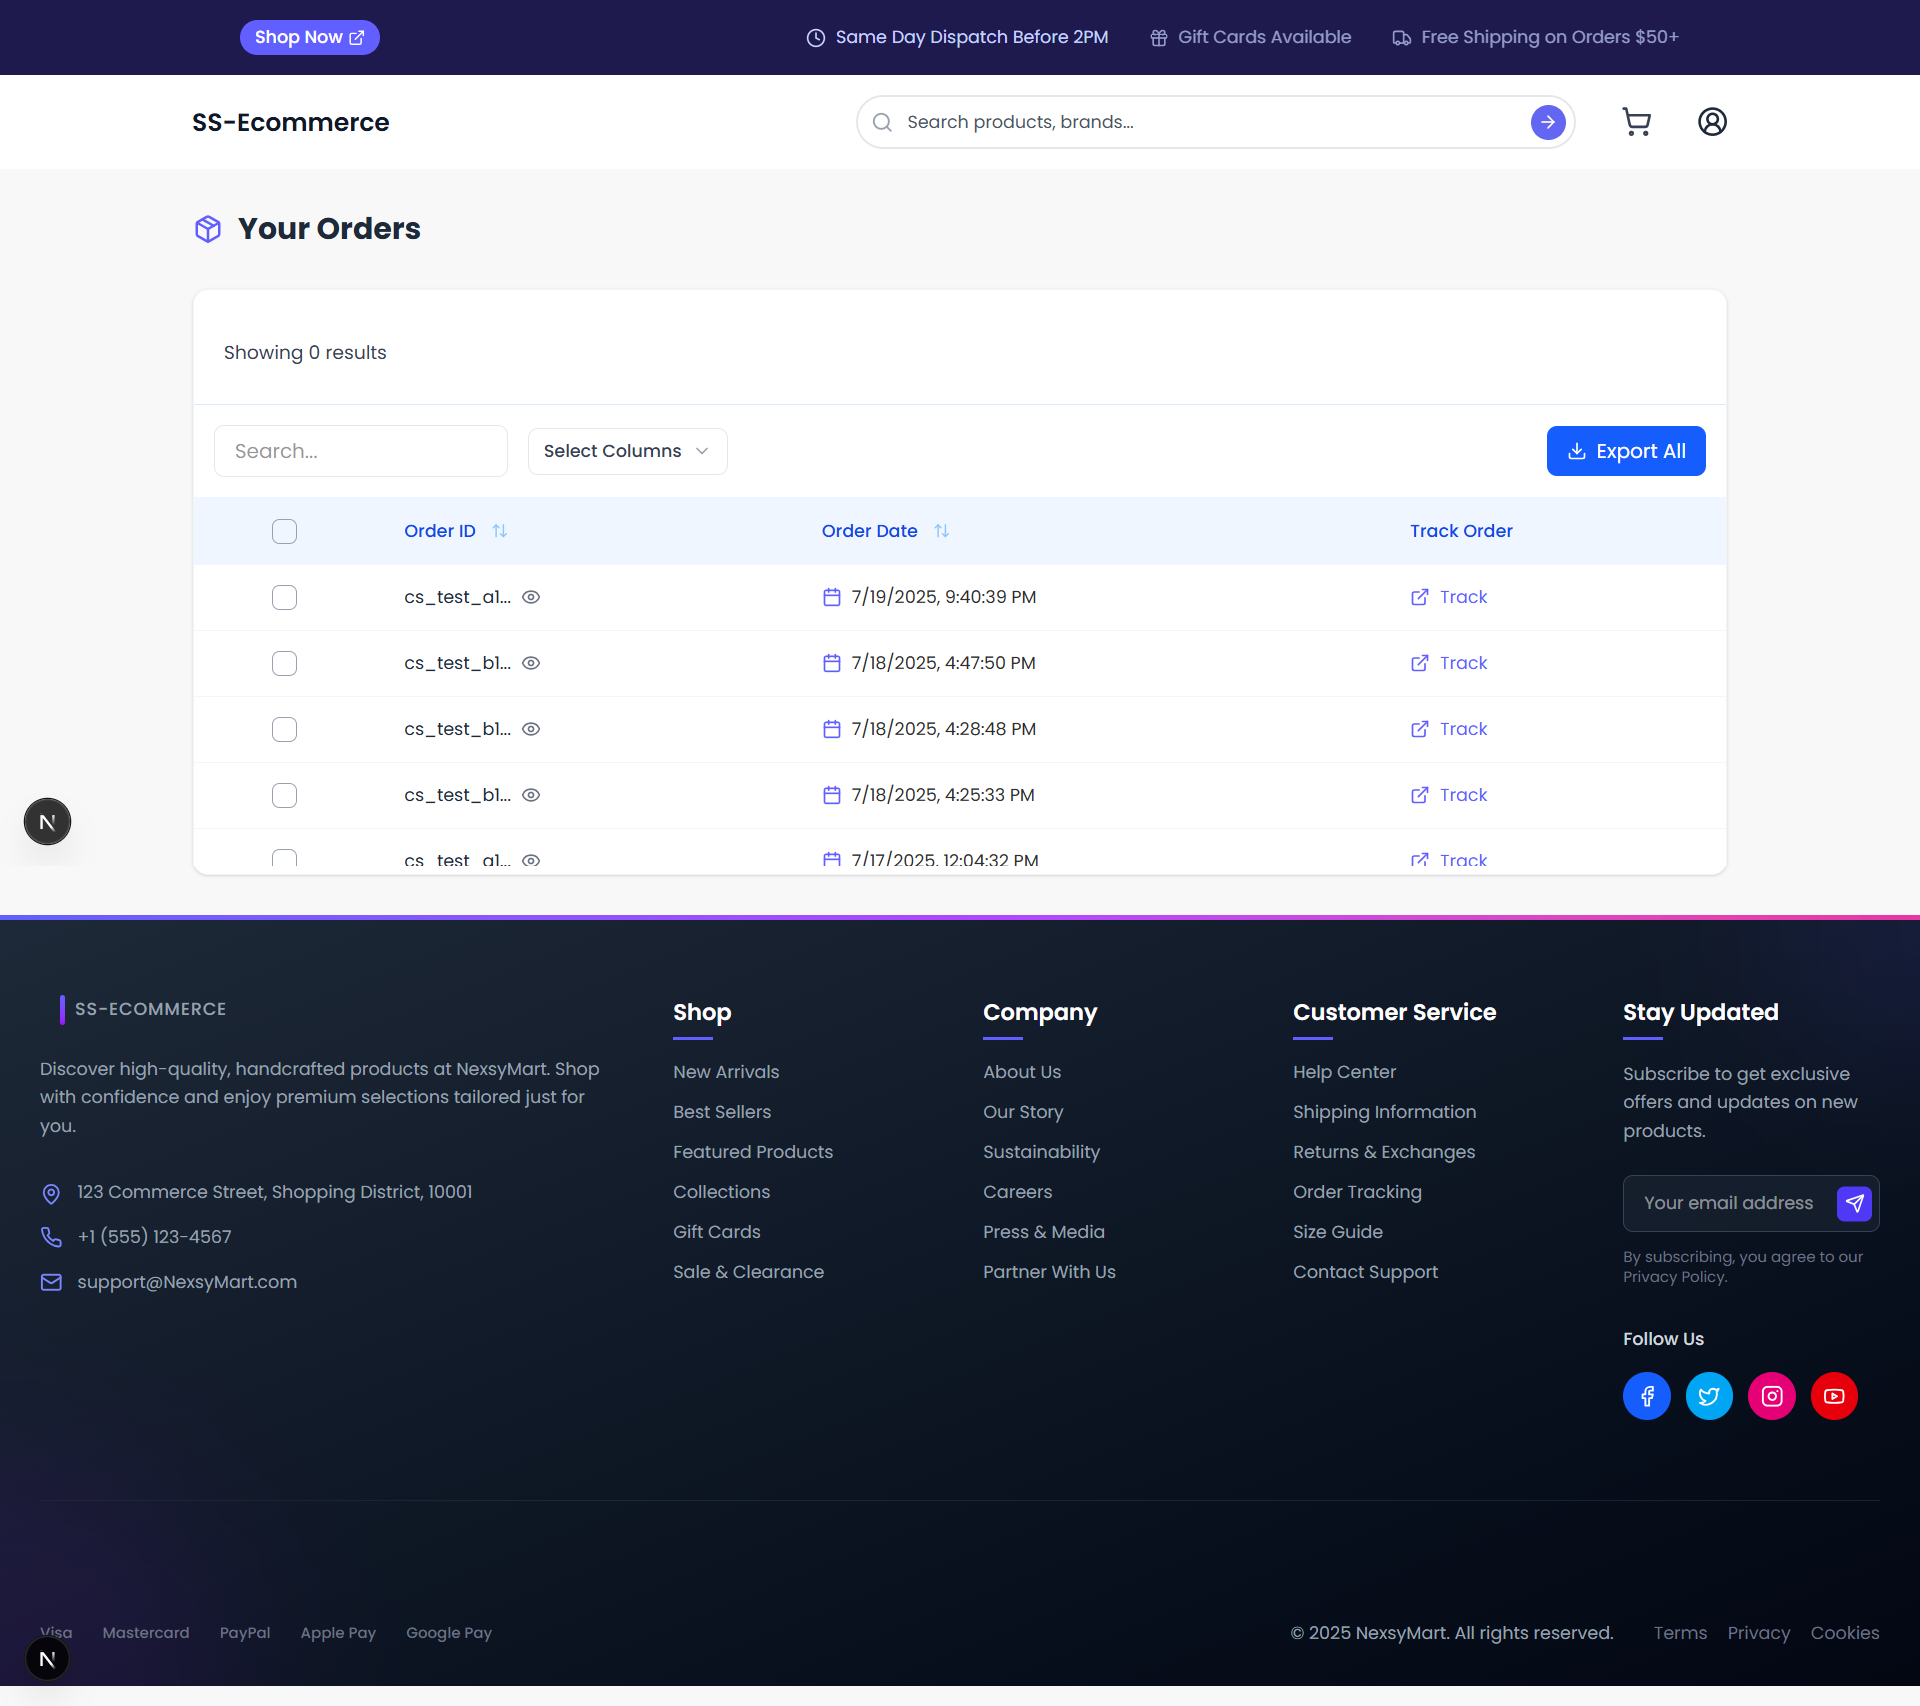 Shop Now
Same Day Dispatch Before 2PM
Gift Cards Available
Free Shipping on Orders $50+
SS-Ecommerce
Search products, brands...
Your Orders
Showing 0 results
Search...
Select Columns
Export All
Order ID
Order Date
Track Order
cs_test_a1...
7/19/2025, 9:40:39 PM
Track
cs_test_b1...
7/18/2025, 4:47:50 PM
Track
cs_test_b1...
7/18/2025, 4:28:48 PM
Track
cs_test_b1...
7/18/2025, 4:25:33 PM
Track
cs_test_a1...
7/17/2025, 12:04:32 PM
Track
N
SS-ECOMMERCE
Discover high-quality, handcrafted products at NexsyMart. Shop
with confidence and enjoy premium selections tailored just for
you.
123 Commerce Street, Shopping District, 10001
+1 (555) 123-4567
support@NexsyMart.com
Shop
New Arrivals
Best Sellers
Featured Products
Collections
Gift Cards
Sale & Clearance
Company
About Us
Our Story
Sustainability
Careers
Press & Media
Partner With Us
Customer Service
Help Center
Shipping Information
Returns & Exchanges
Order Tracking
Size Guide
Contact Support
Stay Updated
Subscribe to get exclusive
offers and updates on new
products.
Your email address
By subscribing, you agree to our
Privacy Policy.
Follow Us
Visa
Mastercard
PayPal
Apple Pay
Google Pay
© 2025 NexsyMart. All rights reserved.
Terms
Privacy
Cookies
N